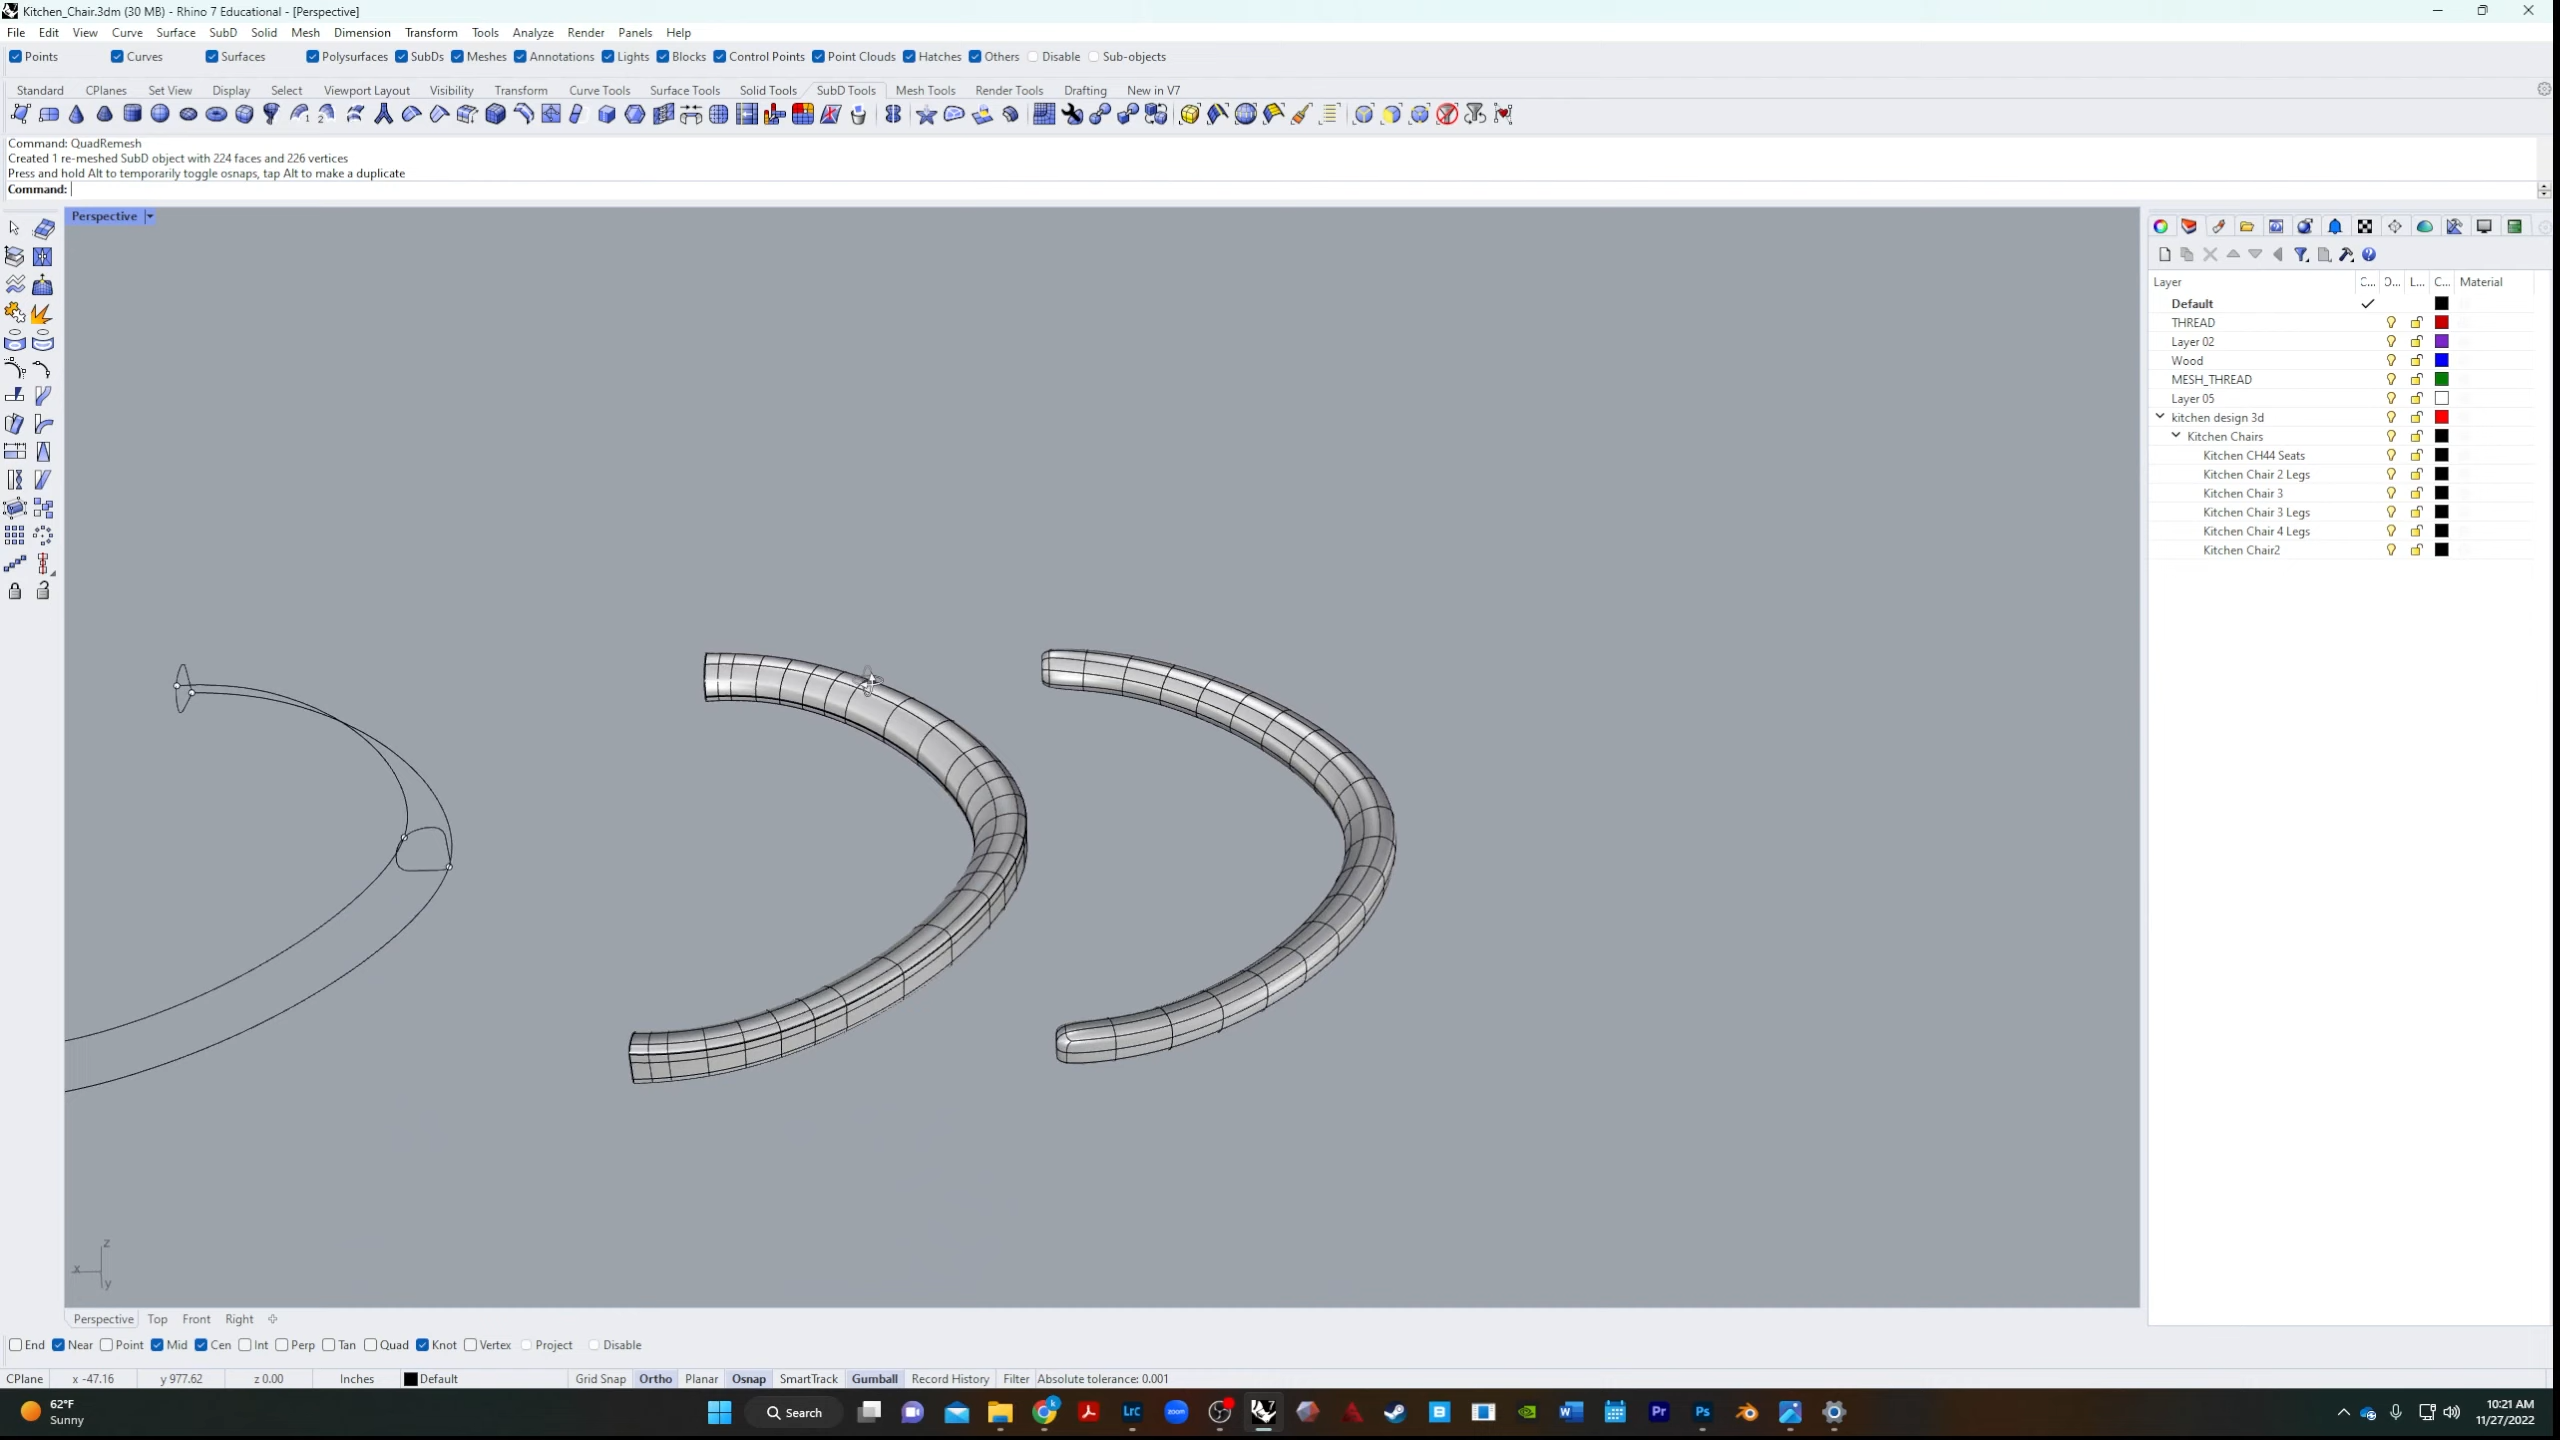 Kitchen_Chair.3dm (30 MB) - Rhino 7 Educational - [Perspective]
File Edit View Curve Surface SubD Solid Mesh Dimension Transform Tools Analyze Render Panels Help
Points Curves Surfaces Polysurfaces SubDs Meshes Annotations Lights Blocks Control Points Point Clouds Hatches Others Disable Sub-objects
Standard CPlanes Set View Display Select Viewport Layout Visibility Transform Curve Tools Surface Tools Solid Tools SubD Tools Mesh Tools Render Tools Drafting New in V7
Command: QuadRemesh
Created 1 re-meshed SubD object with 224 faces and 226 vertices
Press and hold Alt to temporarily toggle osnaps, tap Alt to make a duplicate
Command:
Perspective
Layer C... O... L... C... Material
Default
THREAD
Layer 02
Wood
MESH_THREAD
Layer 05
kitchen design 3d
Kitchen Chairs
Kitchen CH44 Seats
Kitchen Chair 2 Legs
Kitchen Chair 3
Kitchen Chair 3 Legs
Kitchen Chair 4 Legs
Kitchen Chair2
z
x
y
Perspective Top Front Right
End Near Point Mid Cen Int Perp Tan Quad Knot Vertex Project Disable
CPlane x -47.16 y 977.62 z 0.00 Inches Default Grid Snap Ortho Planar Osnap SmartTrack Gumball Record History Filter Absolute tolerance: 0.001
62°F
Sunny
Search
Lrc
zoom
Pr
Ps
10:21 AM
11/27/2022